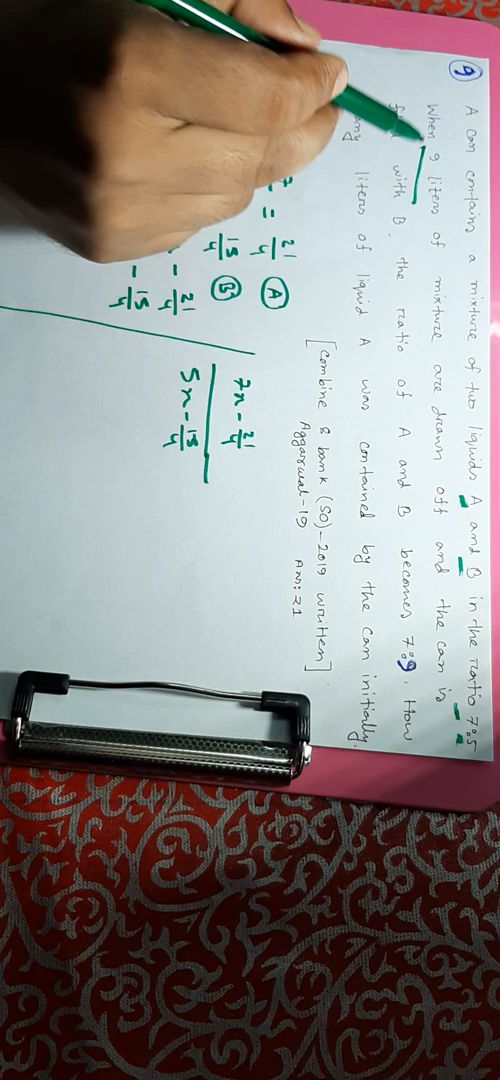 9 A can contains a mixture of two liquids A and B in the ratio 7:5
When 9 liters of mixture are drawn off and the can is
with B, the ratio of A and B becomes 7:9. How
liters of liquid A was contained by the can initially.
[Combine 8 bank (SO)-2019 written]
Aggarwal-19 Ans: 21
= 21/4 A
15/4 B
- 21/4
- 15/4
7x - 21/4
5x - 15/4